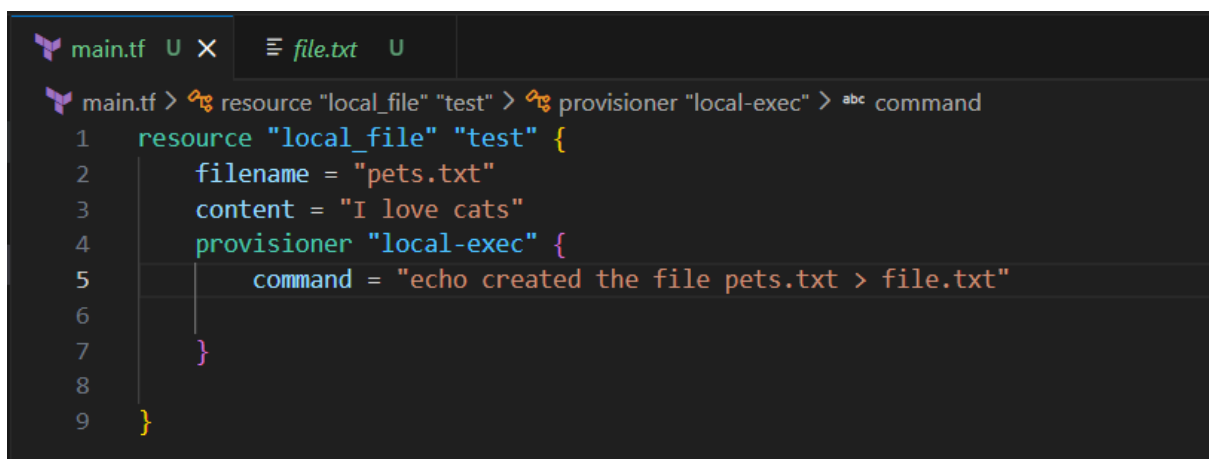 main.tf U × file.txt U
main.tf > resource "local_file" "test" > provisioner "local-exec" > abc command
1 resource "local_file" "test" {
2     filename = "pets.txt"
3     content = "I love cats"
4     provisioner "local-exec" {
5         command = "echo created the file pets.txt > file.txt"
6
7     }
8
9 }